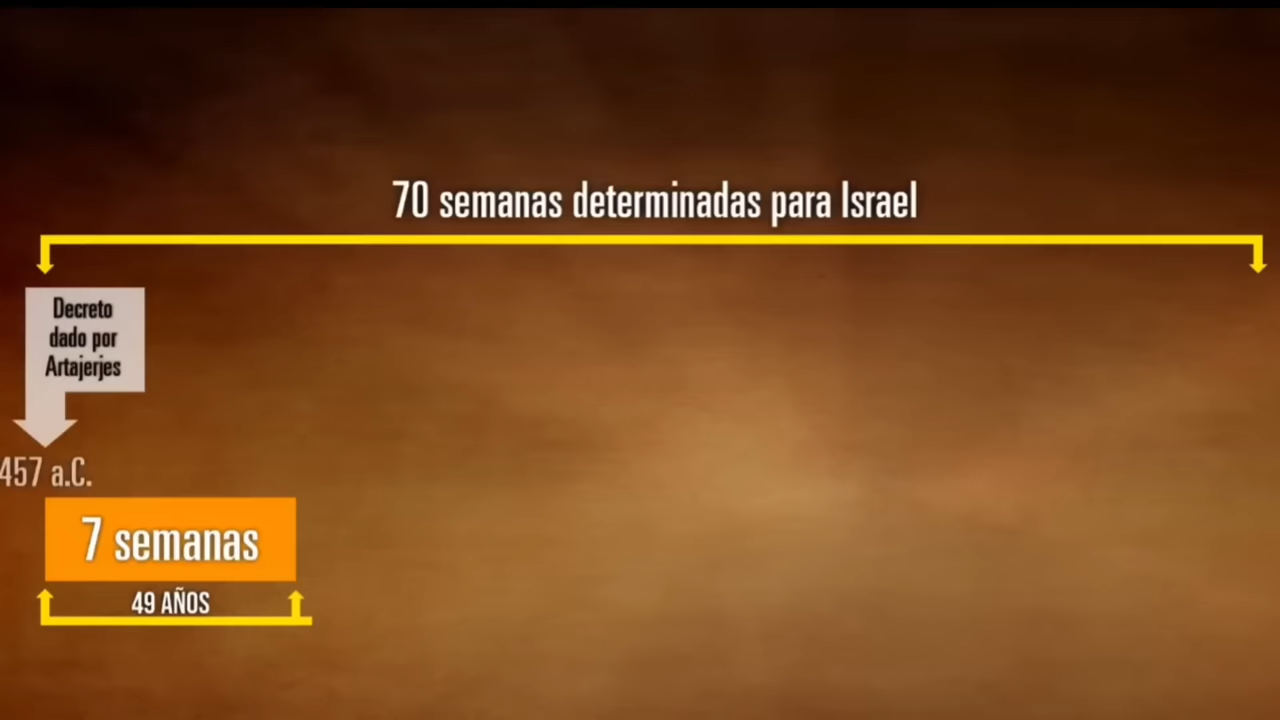 70 semanas determinadas para Israel
Decreto
dado por
Artajerjes
457 a.C.
7 semanas
49 AÑOS